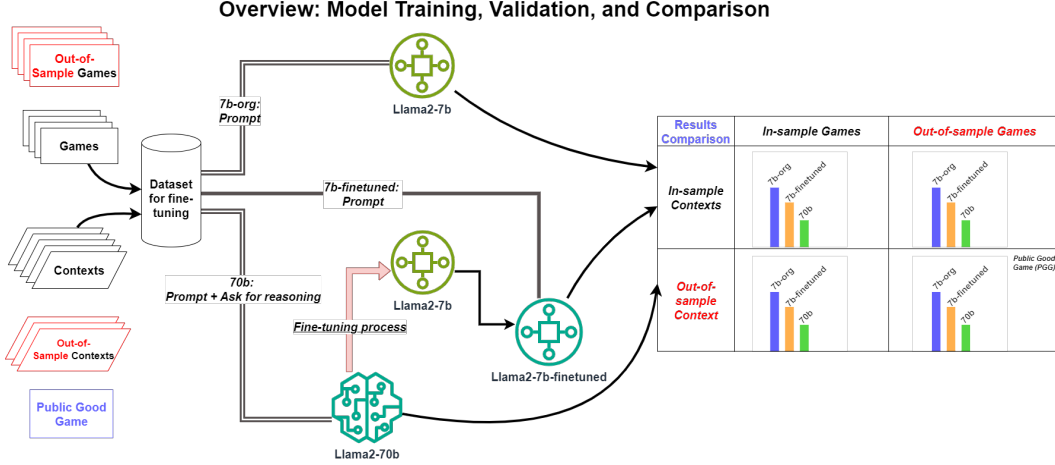 Overview: Model Training, Validation, and Comparison
Out-of-
Sample Games
Games
Dataset
for fine-
tuning
Contexts
Out-of-
Sample Contexts
Public Good
Game
7b-org:
Prompt
Llama2-7b
7b-finetuned:
Prompt
70b:
Prompt + Ask for reasoning
Llama2-7b
Fine-tuning process
Llama2-7b-finetuned
Llama2-70b
Results
Comparison
In-sample Games
Out-of-sample Games
In-sample
Contexts
7b-org
7b-finetuned
70b
7b-org
7b-finetuned
70b
Out-of-
sample
Context
7b-org
7b-finetuned
70b
7b-org
7b-finetuned
70b
Public Good
Game (PGG)